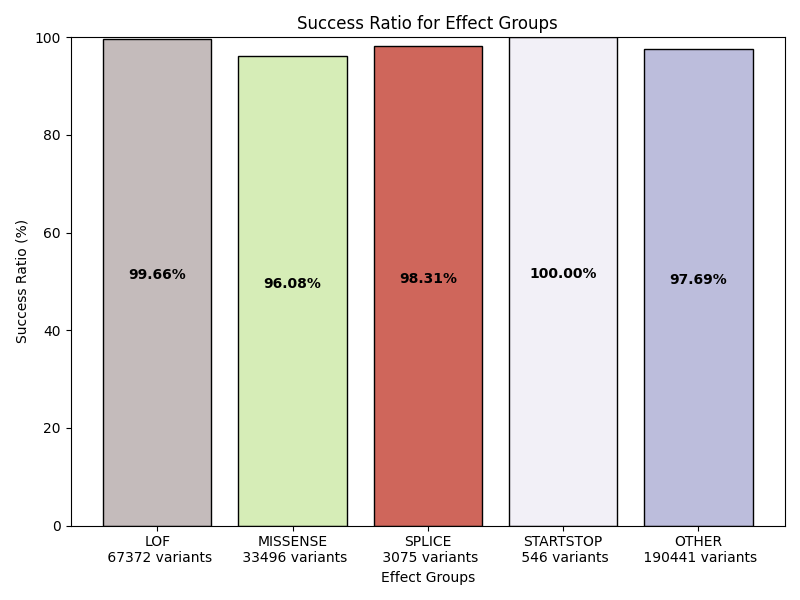 Success Ratio for Effect Groups
100
80
60
40
20
0
Success Ratio (%)
99.66%
96.08%
98.31%
100.00%
97.69%
LOF
67372 variants
MISSENSE
33496 variants
SPLICE
3075 variants
STARTSTOP
546 variants
OTHER
190441 variants
Effect Groups